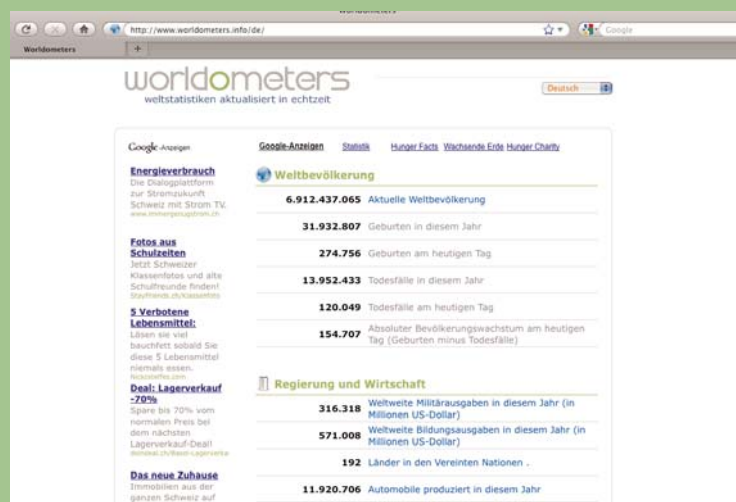 http://www.worldometers.info/de/
Google
Worldometers
+
worldometers
weltstatistiken aktualisiert in echtzeit
Deutsch
Google-Anzeigen
Google-Anzeigen Statistik Hunger Facts Wachsende Erde Hunger Charity
Energieverbrauch
Die Dialogplattform
zur Stromzukunft
Schweiz mit Strom TV.
Fotos aus
Schulzeiten
Jetzt Schweizer
Klassenfotos und alte
Schulfreunde finden!
Stayfriends.ch/Klassenfoto
5 Verbotene
Lebensmittel:
Lösen sie viel
bauchfett sobald Sie
diese 5 Lebensmittel
niemals essen.
Deal: Lagerverkauf
-70%
Spare bis 70% vom
normalen Preis bei
dem nächsten
Lagerverkauf-Deal!
Das neue Zuhause
Immobilien aus der
ganzen Schweiz auf
Weltbevölkerung
6.912.437.065 Aktuelle Weltbevölkerung
31.932.807 Geburten in diesem Jahr
274.756 Geburten am heutigen Tag
13.952.433 Todesfälle in diesem Jahr
120.049 Todesfälle am heutigen Tag
154.707 Absoluter Bevölkerungswachstum am heutigen
Tag (Geburten minus Todesfälle)
Regierung und Wirtschaft
316.318 Weltweite Militärausgaben in diesem Jahr (in
Millionen US-Dollar)
571.008 Weltweite Bildungsausgaben in diesem Jahr (in
Millionen US-Dollar)
192 Länder in den Vereinten Nationen .
11.920.706 Automobile produziert in diesem Jahr